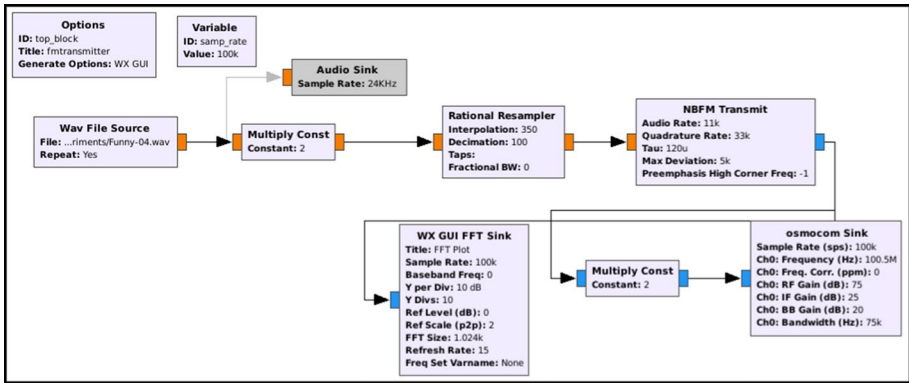 Options
ID: top_block
Title: fmtransmitter
Generate Options: WX GUI
Variable
ID: samp_rate
Value: 100k
Audio Sink
Sample Rate: 24KHz
Wav File Source
File: ...riments/Funny-04.wav
Repeat: Yes
Multiply Const
Constant: 2
Rational Resampler
Interpolation: 350
Decimation: 100
Taps:
Fractional BW: 0
NBFM Transmit
Audio Rate: 11k
Quadrature Rate: 33k
Tau: 120u
Max Deviation: 5k
Preemphasis High Corner Freq: -1
WX GUI FFT Sink
Title: FFT Plot
Sample Rate: 100k
Baseband Freq: 0
Y per Div: 10 dB
Y Divs: 10
Ref Level (dB): 0
Ref Scale (p2p): 2
FFT Size: 1.024k
Refresh Rate: 15
Freq Set Varname: None
Multiply Const
Constant: 2
osmocom Sink
Sample Rate (sps): 100k
Ch0: Frequency (Hz): 100.5M
Ch0: Freq. Corr. (ppm): 0
Ch0: RF Gain (dB): 75
Ch0: IF Gain (dB): 25
Ch0: BB Gain (dB): 20
Ch0: Bandwidth (Hz): 75k